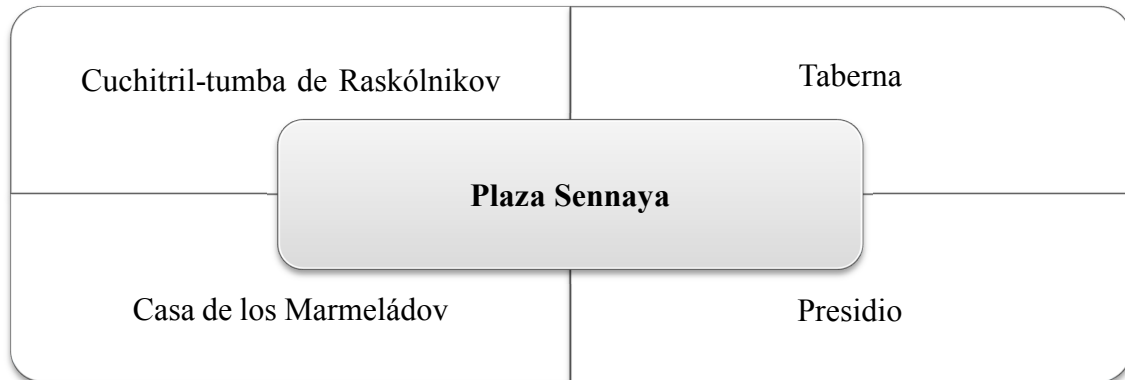 Cuchitril-tumba de Raskólnikov
Taberna
Plaza Sennaya
Casa de los Marmeládov
Presidio